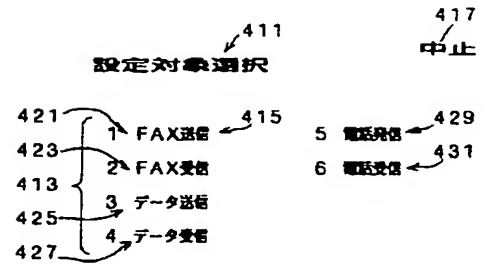 411
417
設定対象選択
中止
421
1 FAX送信
415
5 電話発信
429
423
2 FAX受信
6 電話受信
431
413
425
3 データ送信
427
4 データ受信